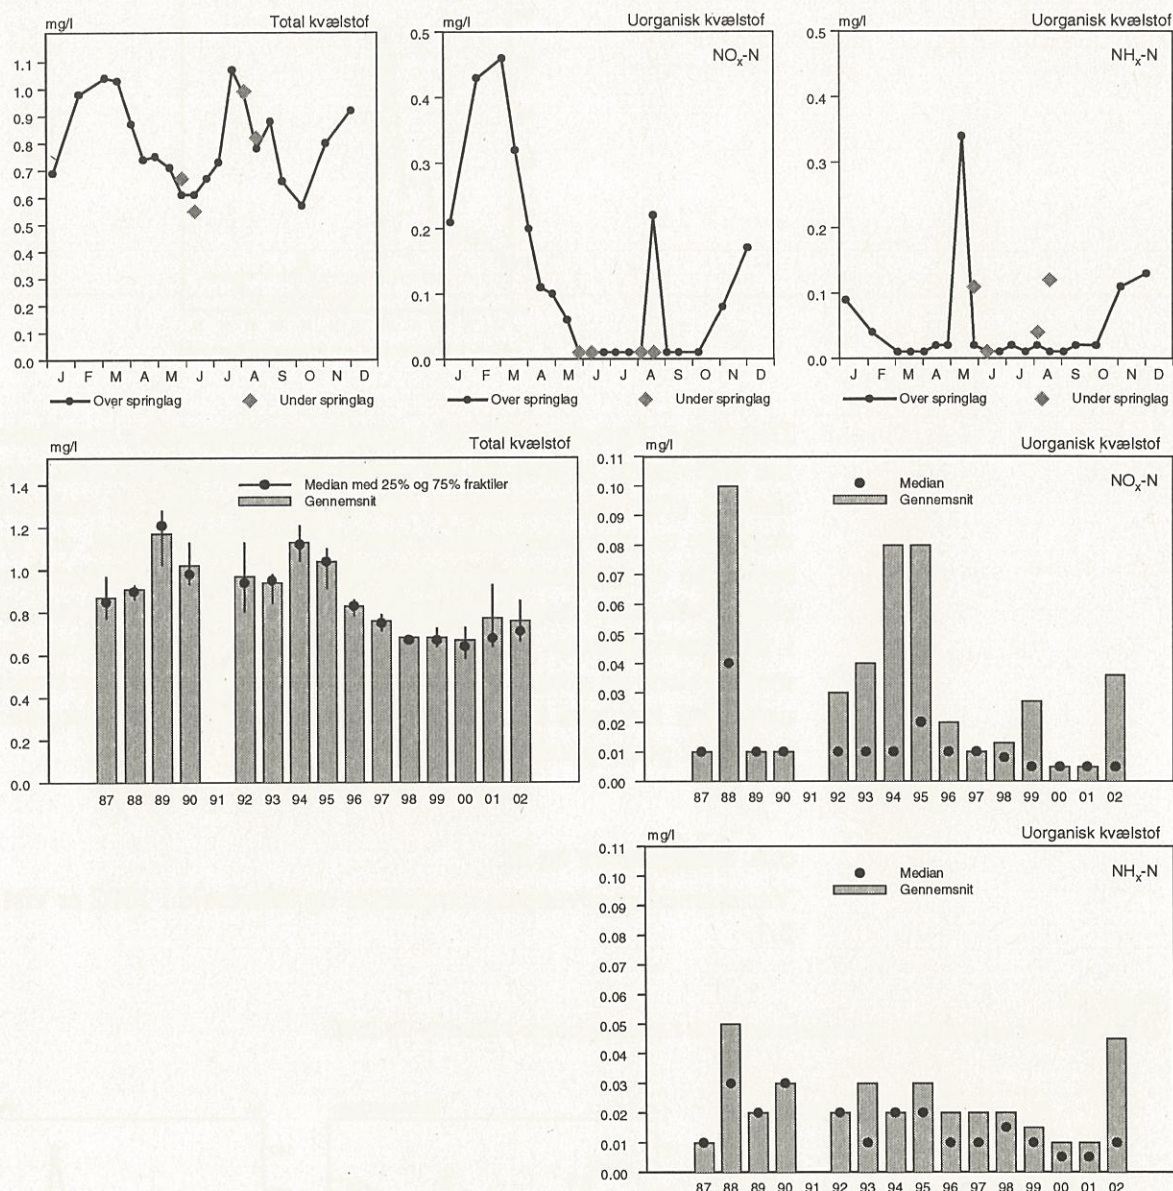 mg/l Total kvælstof
1.1
1.0
0.9
0.8
0.7
0.6
0.5
0.4
0.3
0.2
0.1
0.0
J F M A M J J A S O N D
Over springlag Under springlag
mg/l Uorganisk kvælstof
NOx-N
0.5
0.4
0.3
0.2
0.1
0.0
J F M A M J J A S O N D
Over springlag Under springlag
mg/l Uorganisk kvælstof
NHx-N
0.5
0.4
0.3
0.2
0.1
0.0
J F M A M J J A S O N D
Over springlag Under springlag
mg/l Total kvælstof
Median med 25% og 75% fraktiler
Gennemsnit
1.4
1.2
1.0
0.8
0.6
0.4
0.2
0.0
87 88 89 90 91 92 93 94 95 96 97 98 99 00 01 02
mg/l Uorganisk kvælstof
NOx-N
Median
Gennemsnit
0.11
0.10
0.09
0.08
0.07
0.06
0.05
0.04
0.03
0.02
0.01
0.00
87 88 89 90 91 92 93 94 95 96 97 98 99 00 01 02
mg/l Uorganisk kvælstof
NHx-N
Median
Gennemsnit
0.11
0.10
0.09
0.08
0.07
0.06
0.05
0.04
0.03
0.02
0.01
0.00
87 88 89 90 91 92 93 94 95 96 97 98 99 00 01 02